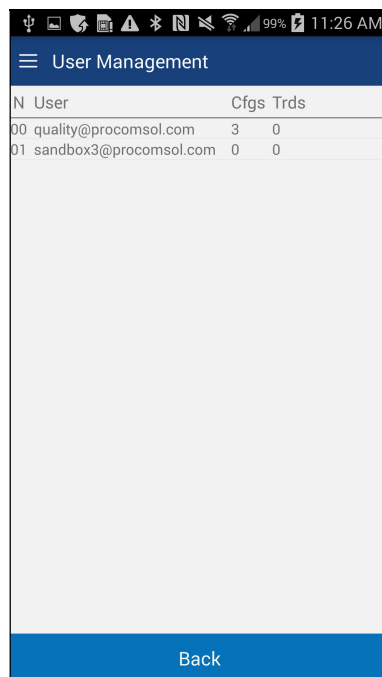 99% 11:26 AM
User Management
N User Cfgs Trds
00 quality@procomsol.com 3 0
01 sandbox3@procomsol.com 0 0
Back